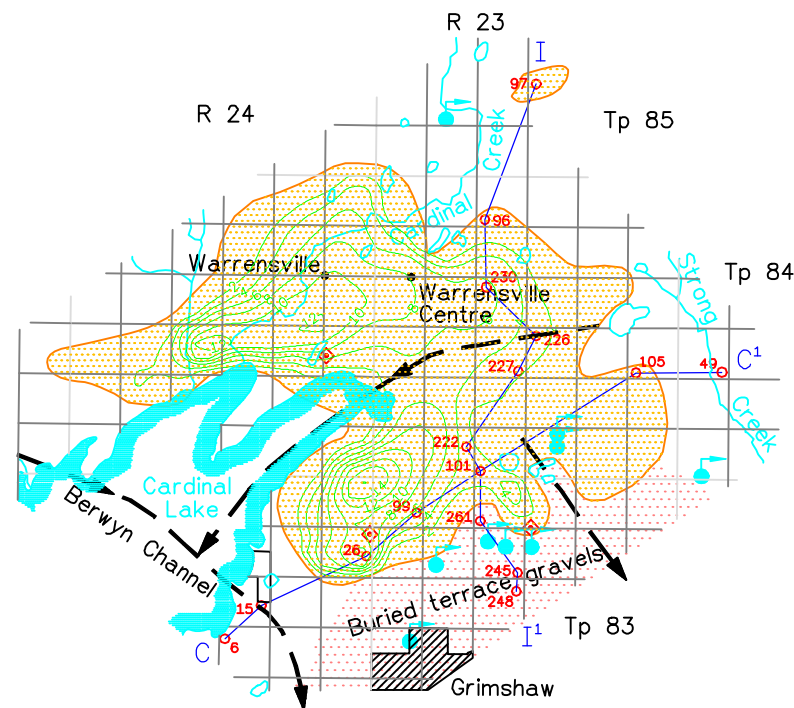 R 23
I
97
R 24
Tp 85
Creek
Cardinal
96
Warrensville
230
Warrensville
Centre
Strong
Tp 84
226
227
105
49
C¹
222
101
Creek
Cardinal
Lake
99
261
26
Berwyn Channel
245
248
Buried terrace gravels
15
6
C
I¹
Tp 83
Grimshaw